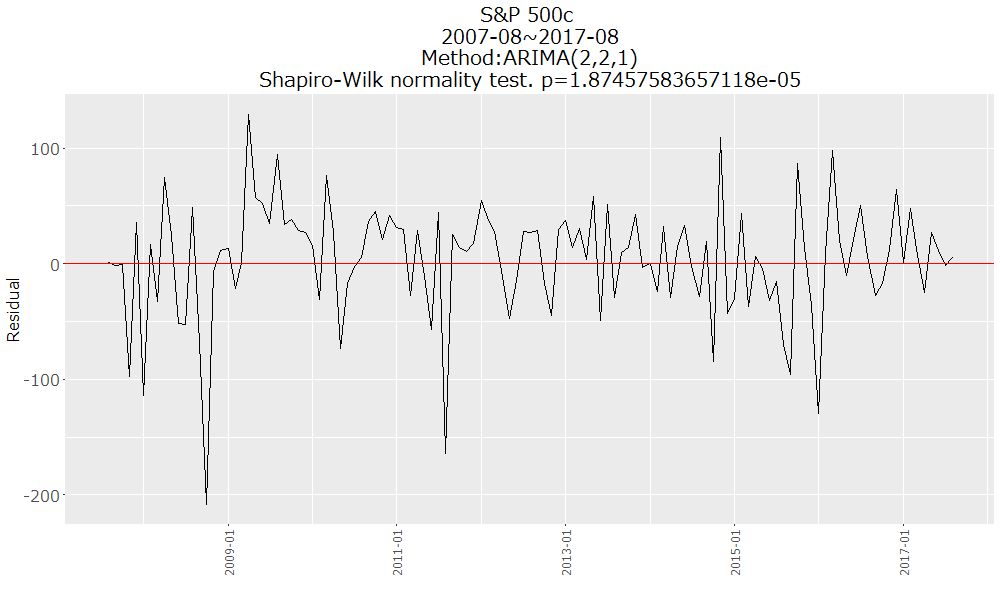 S&P 500c
2007-08~2017-08
Method:ARIMA(2,2,1)
Shapiro-Wilk normality test. p=1.87457583657118e-05
Residual
100
0
-100
-200
2009-01
2011-01
2013-01
2015-01
2017-01